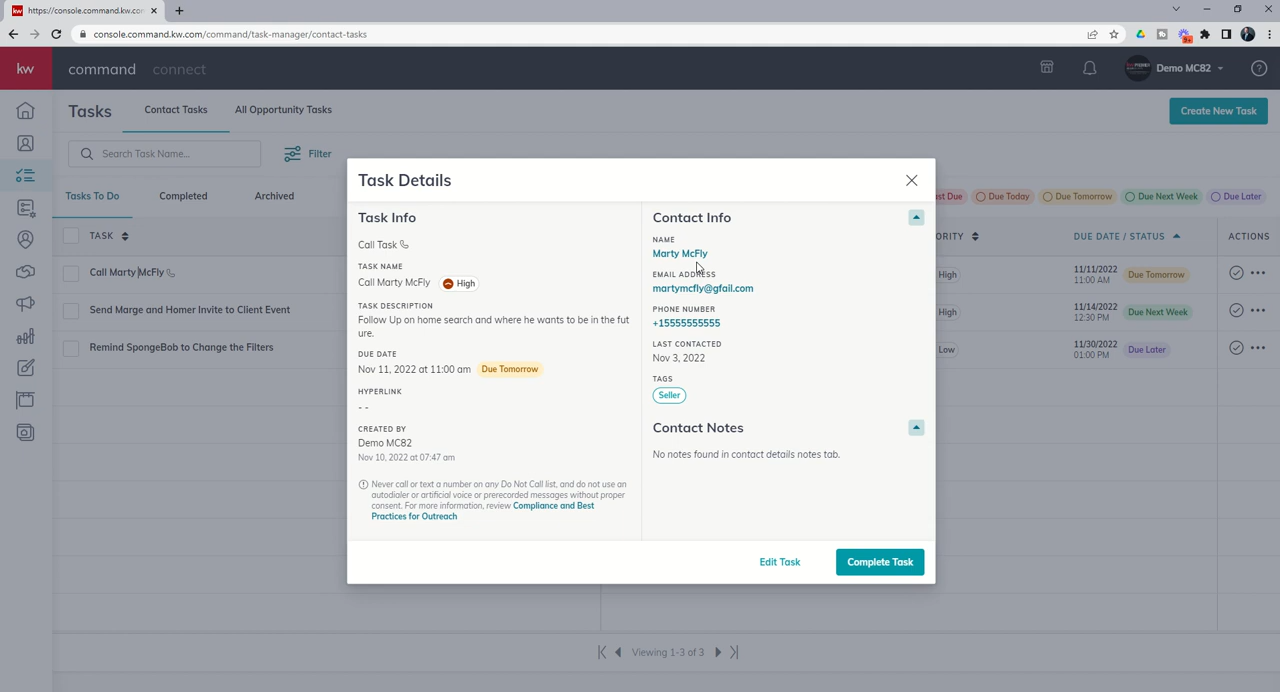 kw https://console.command.kw.co
console.command.kw.com/command/task-manager/contact-tasks
9+
kw command connect Demo MC82
Tasks Contact Tasks All Opportunity Tasks Create New Task
Search Task Name... Filter
Tasks To Do Completed Archived ast Due Due Today Due Tomorrow Due Next Week Due Later
TASK ORITY DUE DATE / STATUS ACTIONS
Call Marty McFly High 11/11/2022 11:00 AM Due Tomorrow
Send Marge and Homer Invite to Client Event High 11/14/2022 12:30 PM Due Next Week
Remind SpongeBob to Change the Filters Low 11/30/2022 01:00 PM Due Later
Viewing 1-3 of 3
Task Details
Task Info
Call Task
TASK NAME
Call Marty McFly High
TASK DESCRIPTION
Follow Up on home search and where he wants to be in the fut
ure.
DUE DATE
Nov 11, 2022 at 11:00 am Due Tomorrow
HYPERLINK
- -
CREATED BY
Demo MC82
Nov 10, 2022 at 07:47 am
Never call or text a number on any Do Not Call list, and do not use an
autodialer or artificial voice or prerecorded messages without proper
consent. For more information, review Compliance and Best
Practices for Outreach
Contact Info
NAME
Marty McFly
EMAIL ADDRESS
martymcfly@gfail.com
PHONE NUMBER
+15555555555
LAST CONTACTED
Nov 3, 2022
TAGS
Seller
Contact Notes
No notes found in contact details notes tab.
Edit Task Complete Task